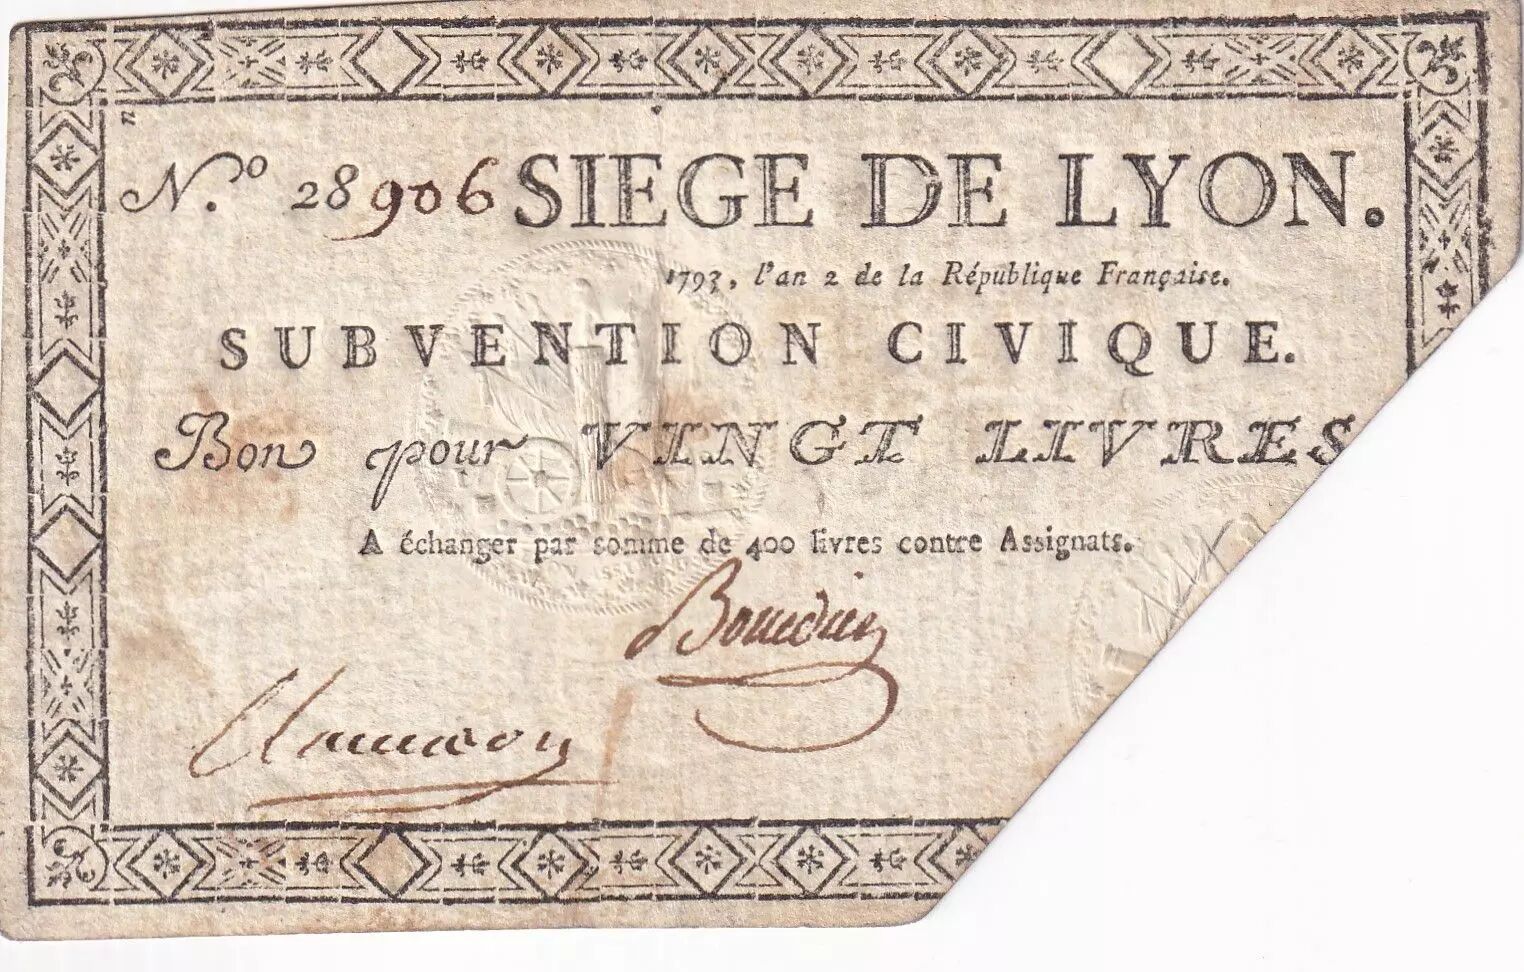 N.º 28906 SIEGE DE LYON.
1793, l'an 2 de la République Française.
SUBVENTION CIVIQUE.
Bon pour VINGT LIVRES
A échanger par somme de 400 livres contre Assignats.